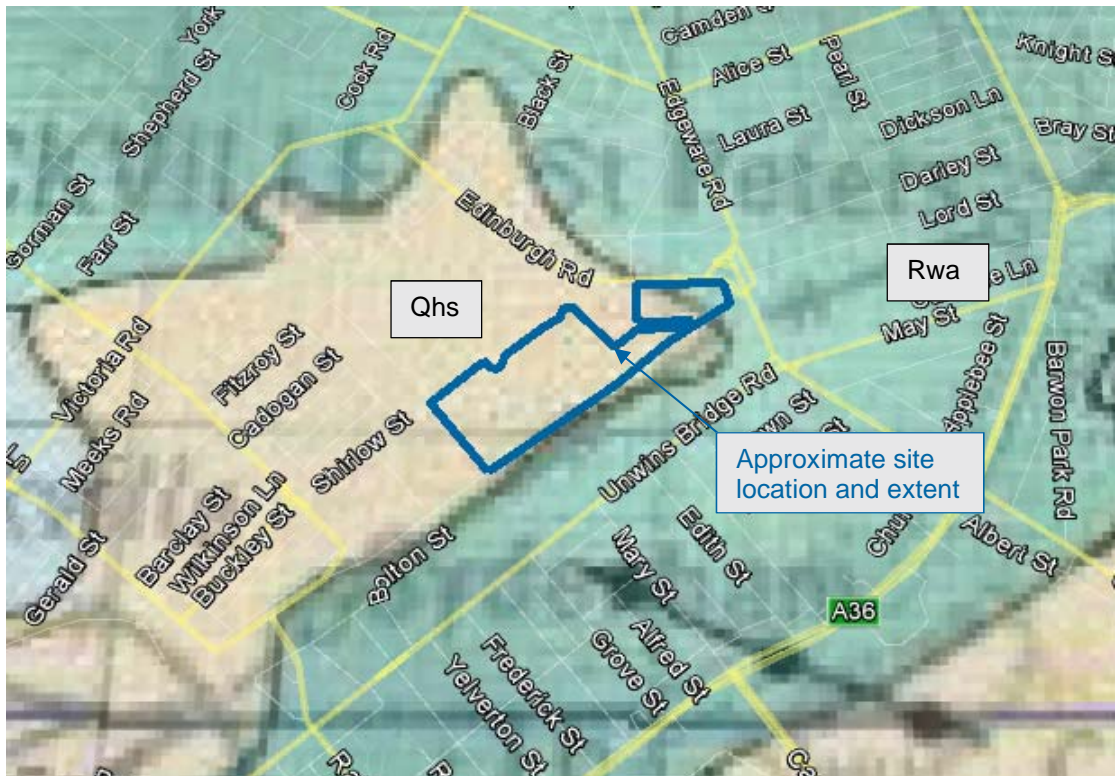 York
Shepherd St
Cook Rd
Black St
Camden
Alice St
Pearl St
Knight St
Dickson Ln
Bray St
Laura St
Edgeware Rd
Darley St
Lord St
Gorman St
Farr St
Edinburgh Rd
Qhs
Rwa
Ln
May St
Victoria Rd
Fitzroy St
Cadogan St
Shirlow St
Meeks Rd
Ln
Unwins Bridge Rd
Applebee St
Barwon Park Rd
Approximate site
location and extent
Barclay St
Wilkinson Ln
Buckley St
Gerald St
Bolton St
Edith St
Mary St
Albert St
A36
Alfred St
Grove St
Frederick St
Yelverton St